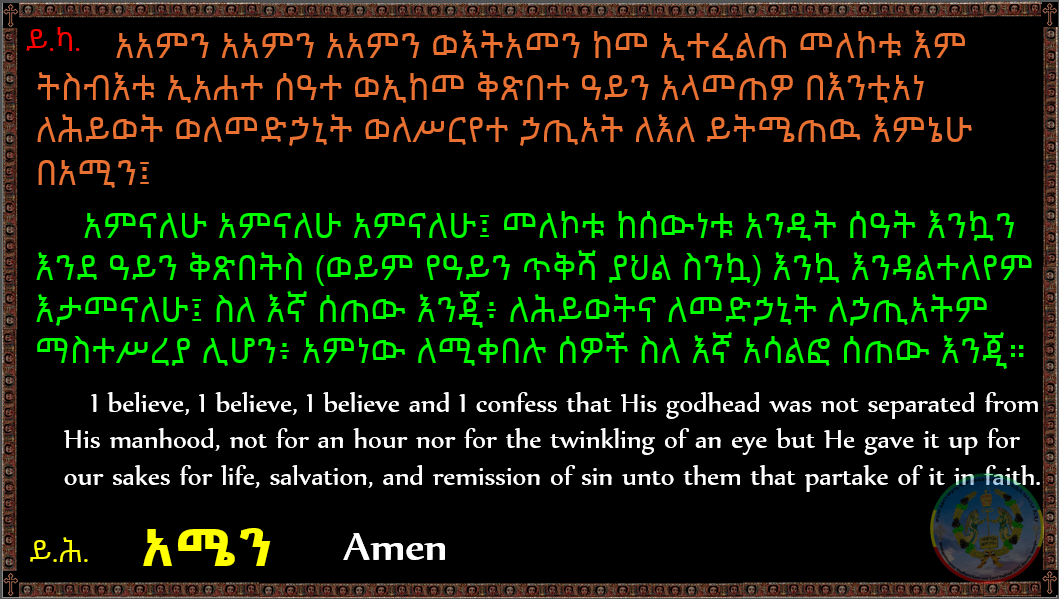 ይ.ካ. አአምን አአምን አአምን ወእትአመን ከመ ኢተፈልጠ መለኮቱ እም
ትስብእቱ ኢአሐተ ሰዓተ ወኢከመ ቅጽበተ ዓይን አላመጠዎ በእንቲአነ
ለሕይወት ወለመድኃኒት ወለሥርየተ ኃጢአት ለእለ ይትሜጠዉ እምኔሁ
በአሚን፤
አምናለሁ አምናለሁ አምናለሁ፤ መለኮቱ ከሰውነቱ አንዲት ሰዓት እንኳን
እንደ ዓይን ቅጽበትስ (ወይም የዓይን ጥቅሻ ያህል ስንኳ) እንኳ እንዳልተለየም
እታመናለሁ፤ ስለ እኛ ሰጠው እንጂ፥ ለሕይወትና ለመድኃኒት ለኃጢአትም
ማስተሥረያ ሊሆን፥ አምነው ለሚቀበሉ ሰዎች ስለ እኛ አሳልፎ ሰጠው እንጂ።
I believe, I believe, I believe and I confess that His godhead was not separated from
His manhood, not for an hour nor for the twinkling of an eye but He gave it up for
our sakes for life, salvation, and remission of sin unto them that partake of it in faith.
ይ.ሕ. አሜን Amen